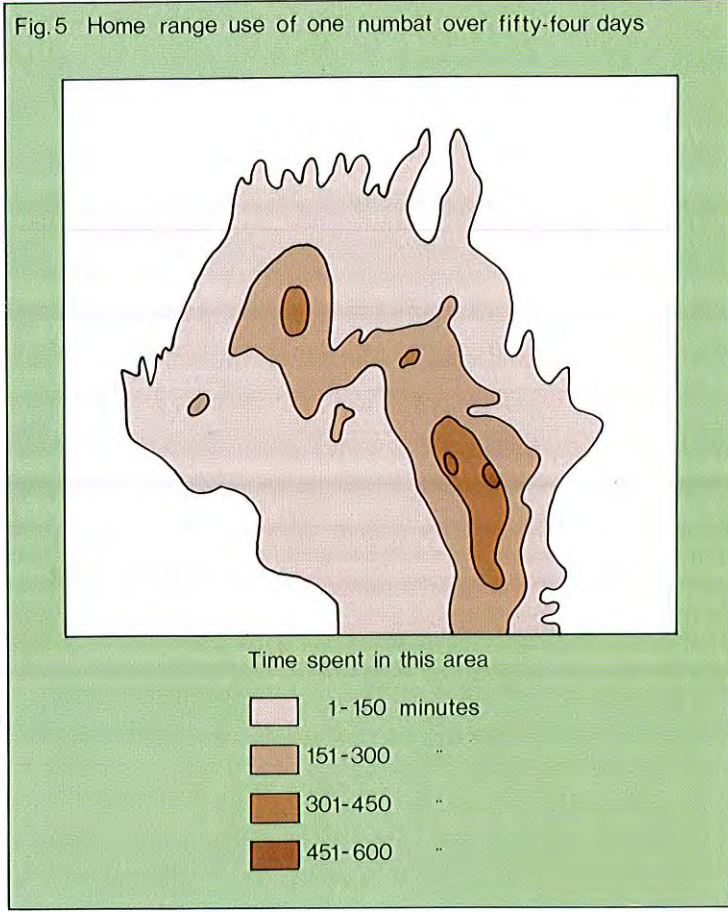 Fig.5 Home range use of one numbat over fifty-four days
Time spent in this area
1-150 minutes
151-300 "
301-450 "
451-600 "